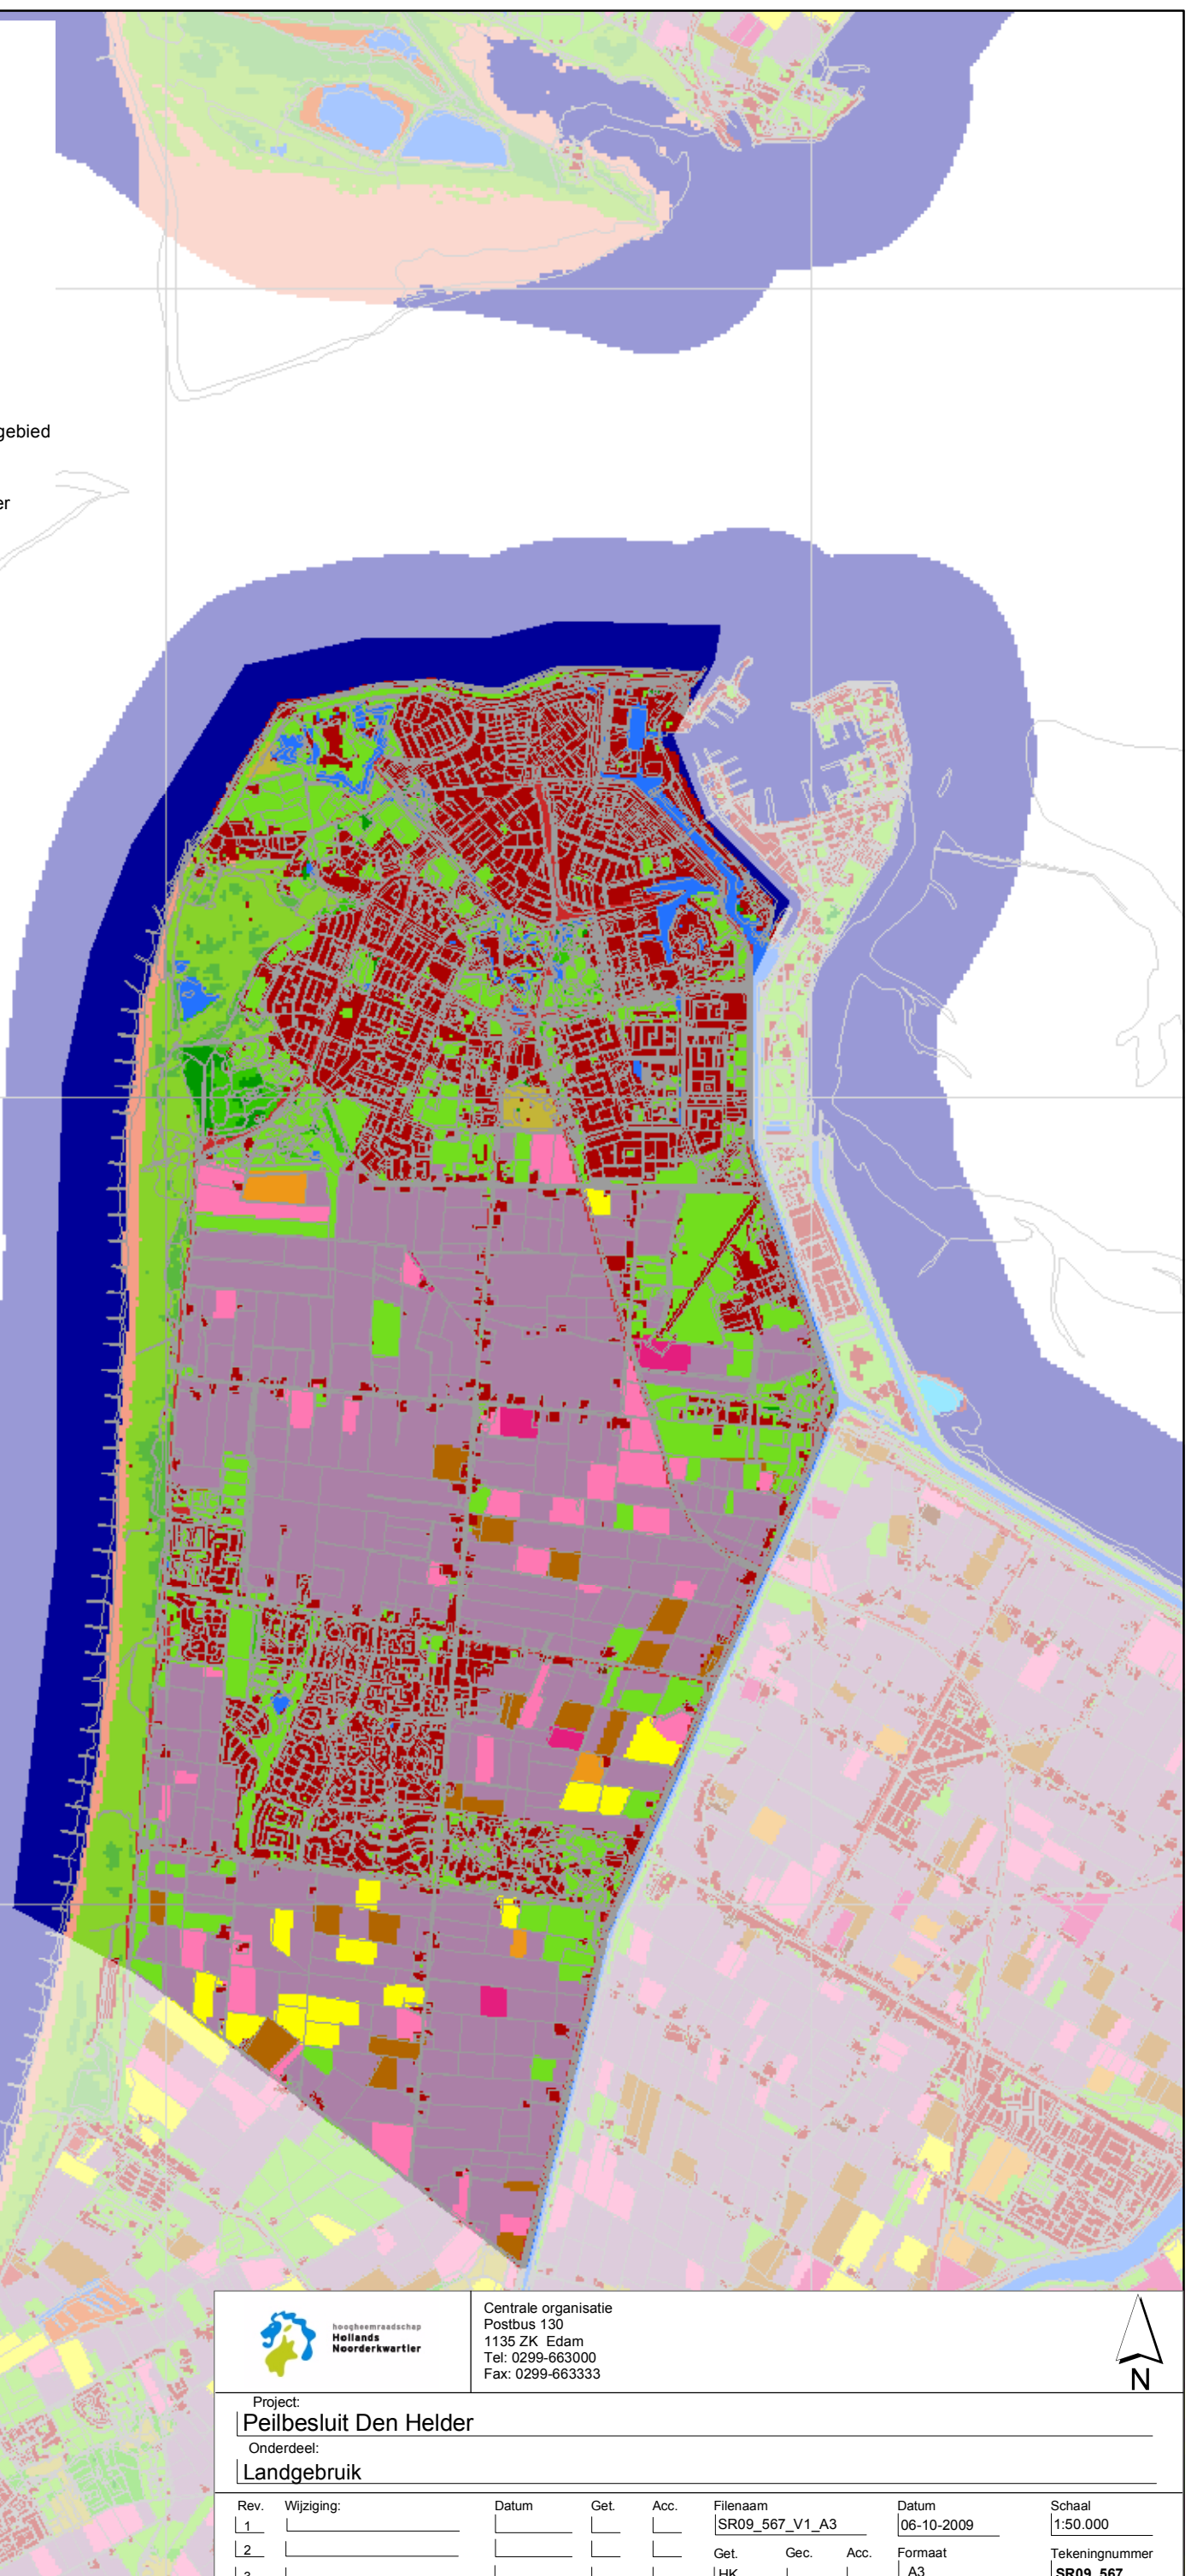 gebied
er
hoogheemraadschap
Hollands
Noorderkwartier
Centrale organisatie
Postbus 130
1135 ZK Edam
Tel: 0299-663000
Fax: 0299-663333
N
Project:
Peilbesluit Den Helder
Onderdeel:
Landgebruik
Rev. Wijziging: Datum Get. Acc. Filenaam Datum Schaal
1 SR09_567_V1_A3 06-10-2009 1:50.000
2 Get. Gec. Acc. Formaat Tekeningnummer
3 HK A3 SR09_567